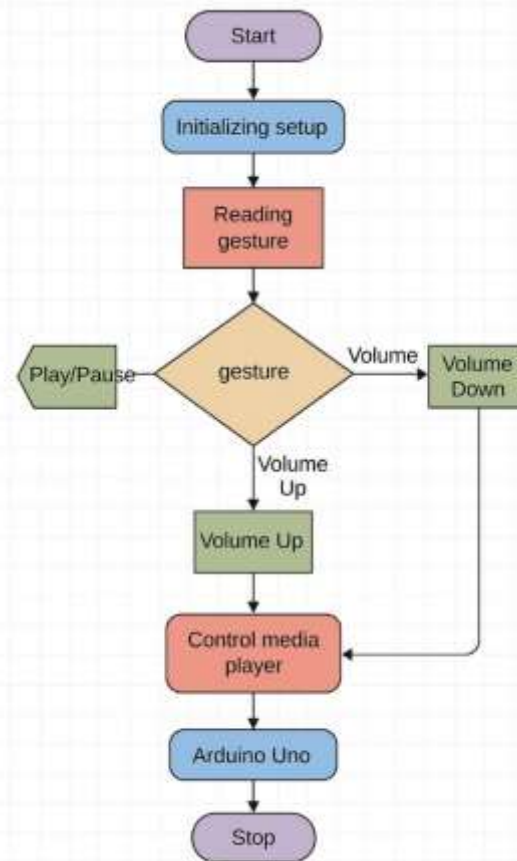 Start
Initializing setup
Reading
gesture
Play/Pause
gesture
Volume
Volume
Down
Volume
Up
Volume Up
Control media
player
Arduino Uno
Stop